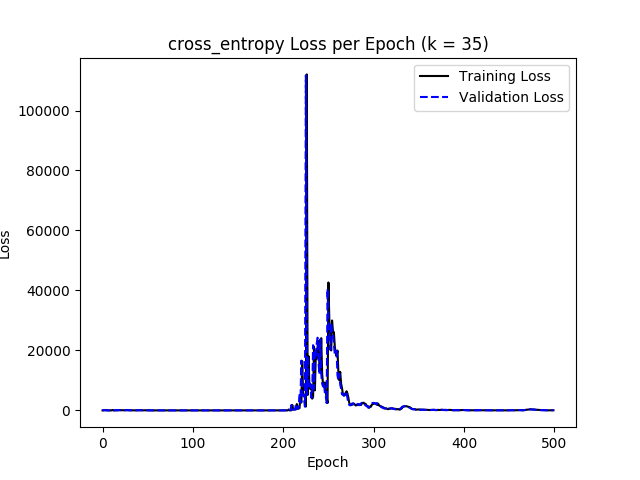 cross_entropy Loss per Epoch (k = 35)
Training Loss
Validation Loss
100000
80000
60000
40000
20000
0
Loss
0 100 200 300 400 500
Epoch